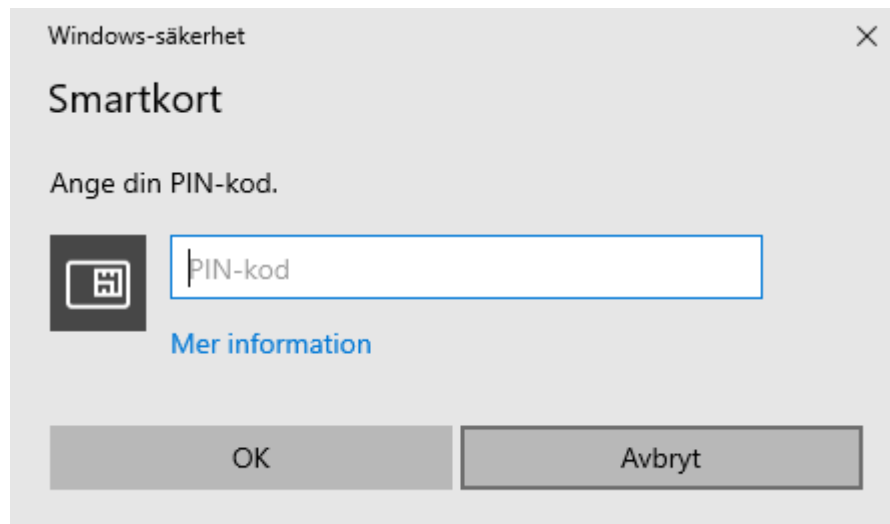 Windows-säkerhet
Smartkort
Ange din PIN-kod.
PIN-kod
Mer information
OK
Avbryt